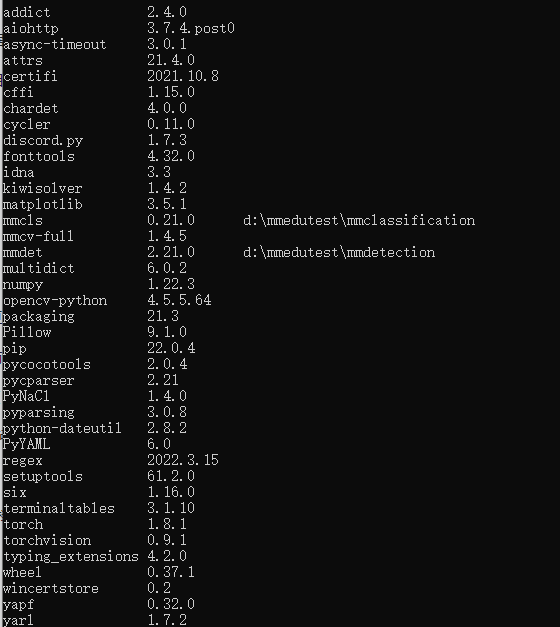 addict 2.4.0
aiohttp 3.7.4.post0
async-timeout 3.0.1
attrs 21.4.0
certifi 2021.10.8
cffi 1.15.0
chardet 4.0.0
cycler 0.11.0
discord.py 1.7.3
fonttools 4.32.0
idna 3.3
kiwisolver 1.4.2
matplotlib 3.5.1
mmcls 0.21.0 d:\mmedutest\mmclassification
mmcv-full 1.4.5
mmdet 2.21.0 d:\mmedutest\mmdetection
multidict 6.0.2
numpy 1.22.3
opencv-python 4.5.5.64
packaging 21.3
Pillow 9.1.0
pip 22.0.4
pycocotools 2.0.4
pycparser 2.21
PyNaCl 1.4.0
pyparsing 3.0.8
python-dateutil 2.8.2
PyYAML 6.0
regex 2022.3.15
setuptools 61.2.0
six 1.16.0
terminaltables 3.1.10
torch 1.8.1
torchvision 0.9.1
typing_extensions 4.2.0
wheel 0.37.1
wincertstore 0.2
yapf 0.32.0
yarl 1.7.2